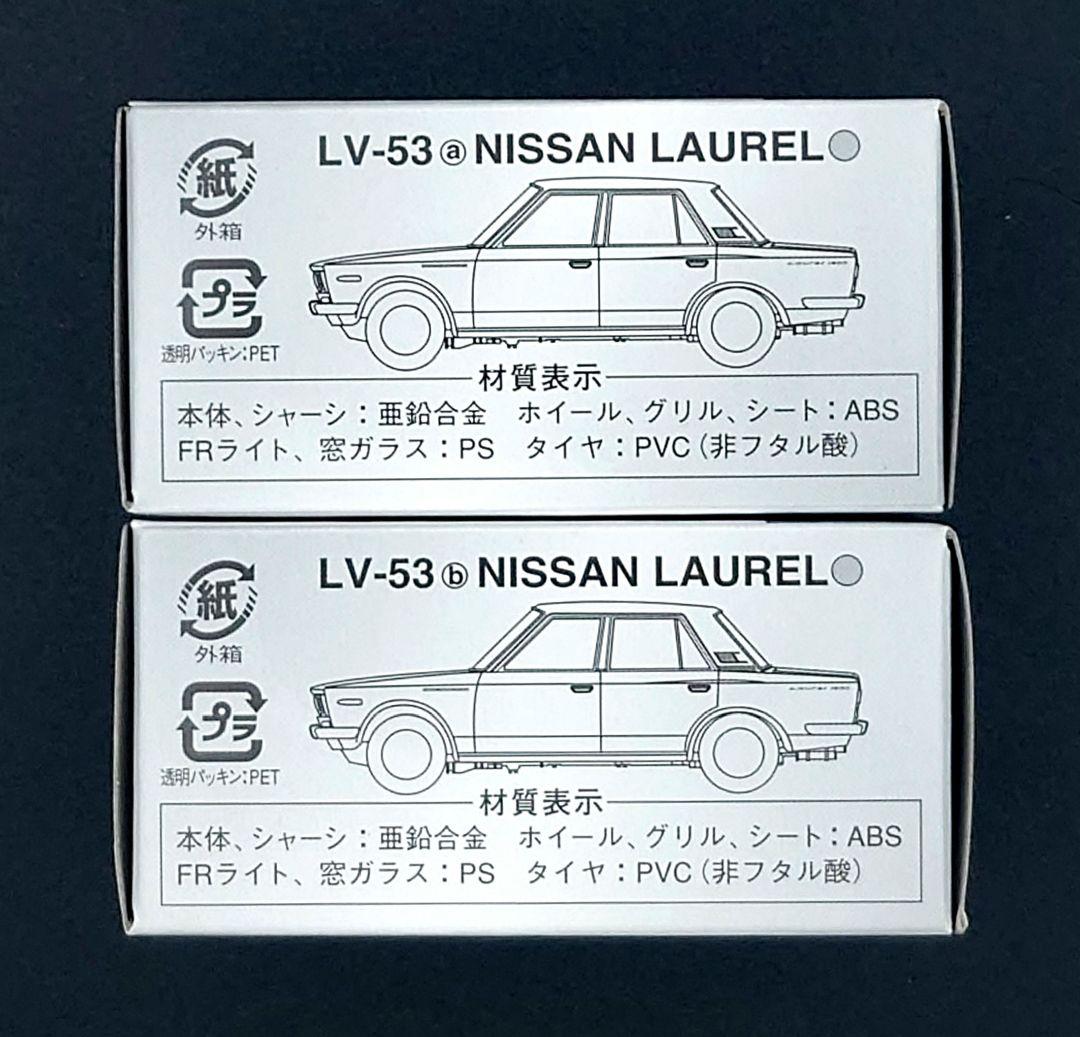 LV-53ⓐNISSAN LAUREL
紙
外箱
プラ
透明パッキン:PET
材質表示
本体、シャーシ:亜鉛合金 ホイール、グリル、シート:ABS
FRライト、窓ガラス:PS タイヤ:PVC(非フタル酸)
LV-53ⓑNISSAN LAUREL
紙
外箱
プラ
透明パッキン:PET
材質表示
本体、シャーシ:亜鉛合金 ホイール、グリル、シート:ABS
FRライト、窓ガラス:PS タイヤ:PVC(非フタル酸)